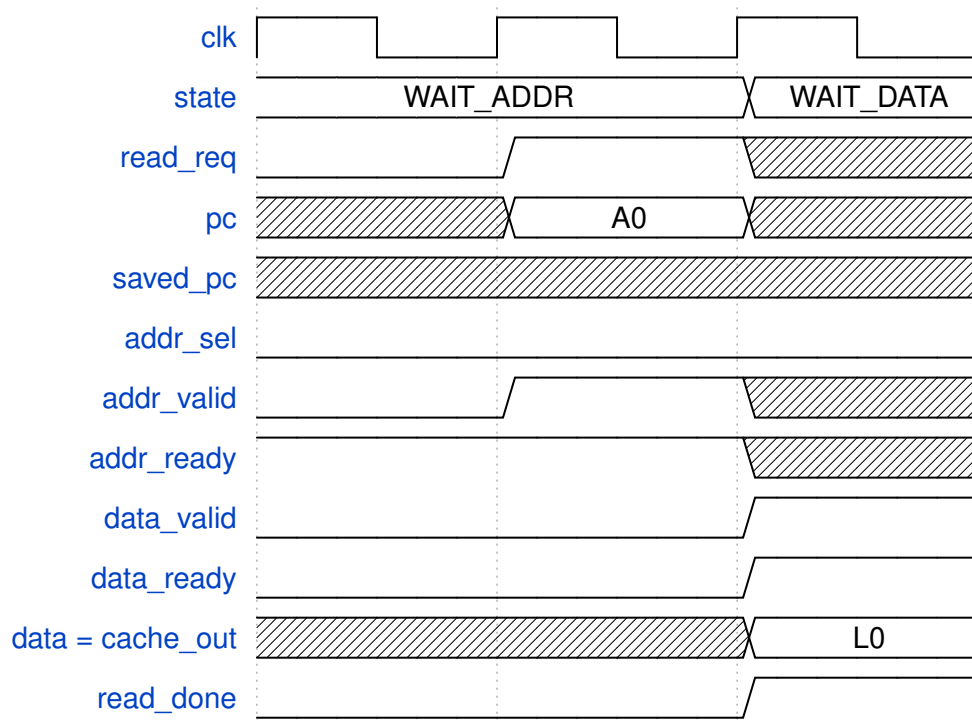 clk
state WAIT_ADDR WAIT_DATA
read_req
pc A0
saved_pc
addr_sel
addr_valid
addr_ready
data_valid
data_ready
data = cache_out L0
read_done